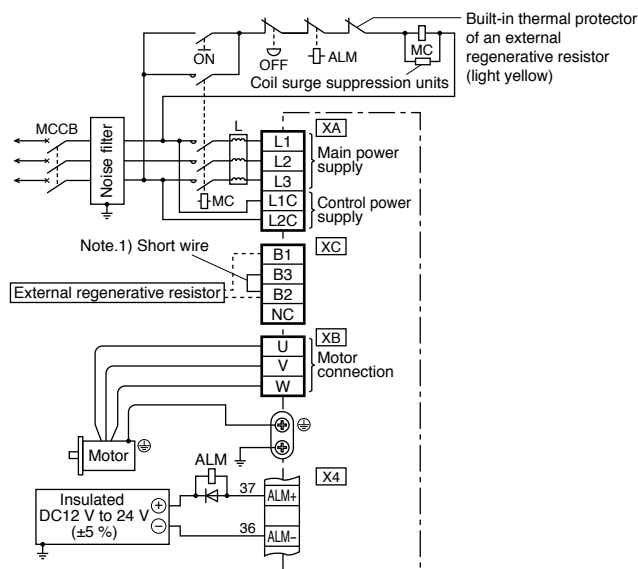 Built-in thermal protector
of an external
regenerative resistor
(light yellow)
ON
OFF
ALM
MC
Coil surge suppression units
MCCB
Noise filter
L
MC
XA
L1
L2
L3
L1C
L2C
Main power
supply
Control power
supply
Note.1) Short wire
External regenerative resistor
XC
B1
B3
B2
NC
XB
U
V
W
Motor
connection
Motor
ALM
X4
Insulated
DC12 V to 24 V
(±5 %)
+
−
37
36
ALM+
ALM−